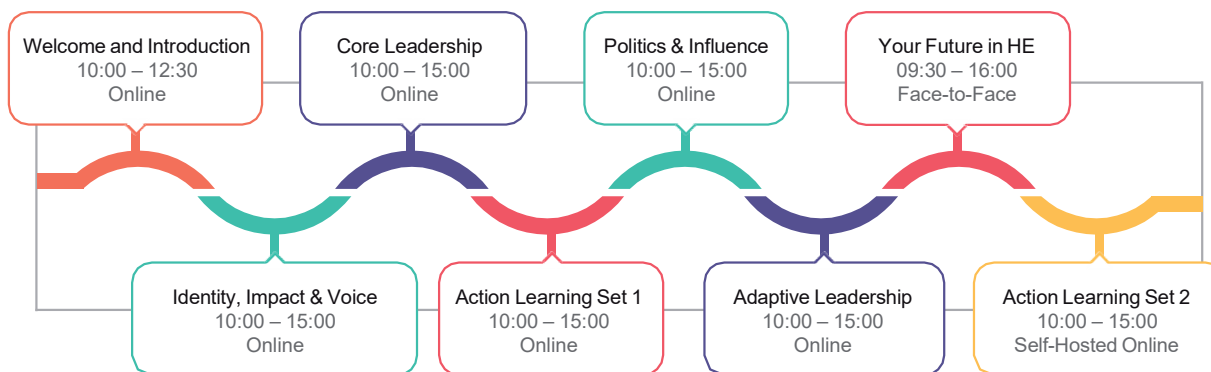 Welcome and Introduction
10:00 – 12:30
Online
Core Leadership
10:00 – 15:00
Online
Politics & Influence
10:00 – 15:00
Online
Your Future in HE
09:30 – 16:00
Face-to-Face
Identity, Impact & Voice
10:00 – 15:00
Online
Action Learning Set 1
10:00 – 15:00
Online
Adaptive Leadership
10:00 – 15:00
Online
Action Learning Set 2
10:00 – 15:00
Self-Hosted Online